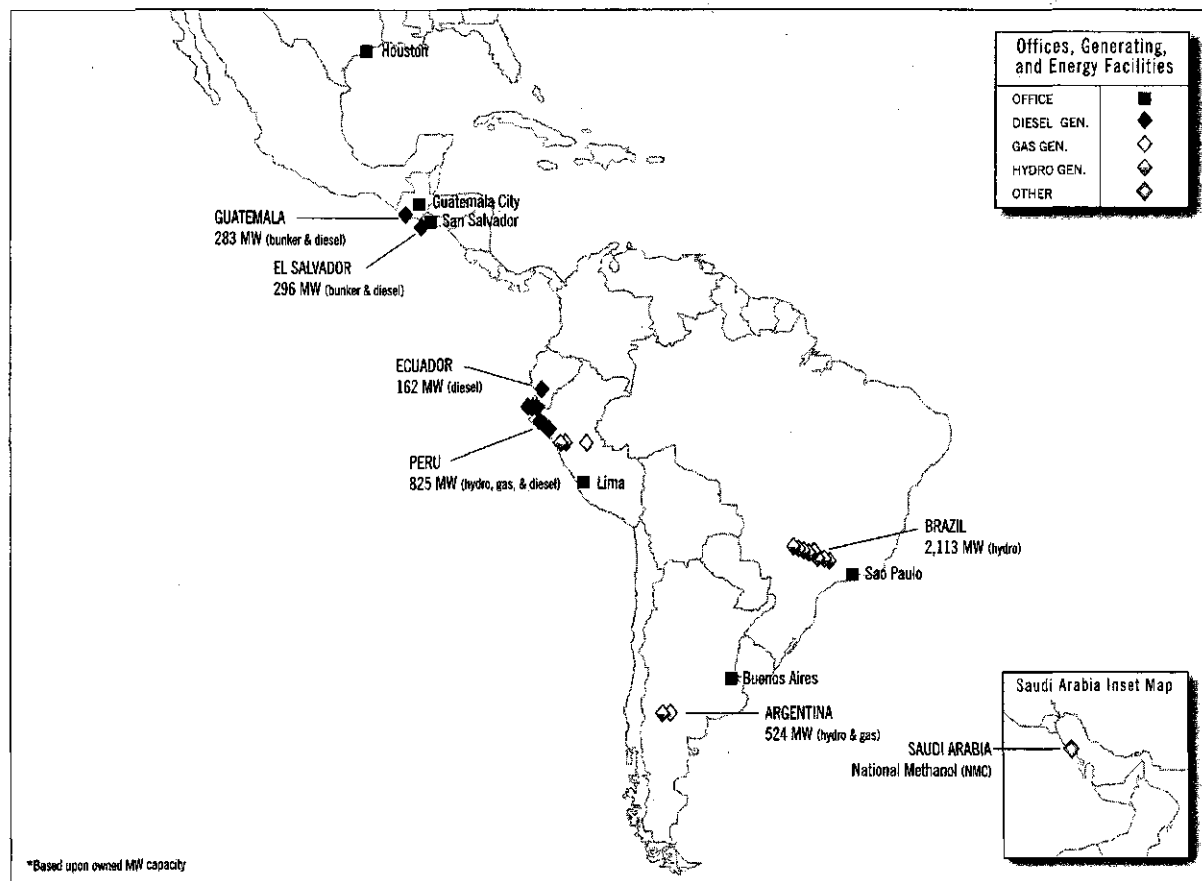 Houston
Offices, Generating,
and Energy Facilities
OFFICE
DIESEL GEN.
GAS GEN.
HYDRO GEN.
OTHER
Guatemala City
San Salvador
GUATEMALA
283 MW (bunker & diesel)
EL SALVADOR
296 MW (bunker & diesel)
ECUADOR
162 MW (diesel)
PERU
825 MW (hydro, gas, & diesel)
Lima
BRAZIL
2,113 MW (hydro)
Sao Paulo
Buenos Aires
ARGENTINA
524 MW (hydro & gas)
Saudi Arabia Inset Map
SAUDI ARABIA
National Methanol (NMC)
*Based upon owned MW capacity